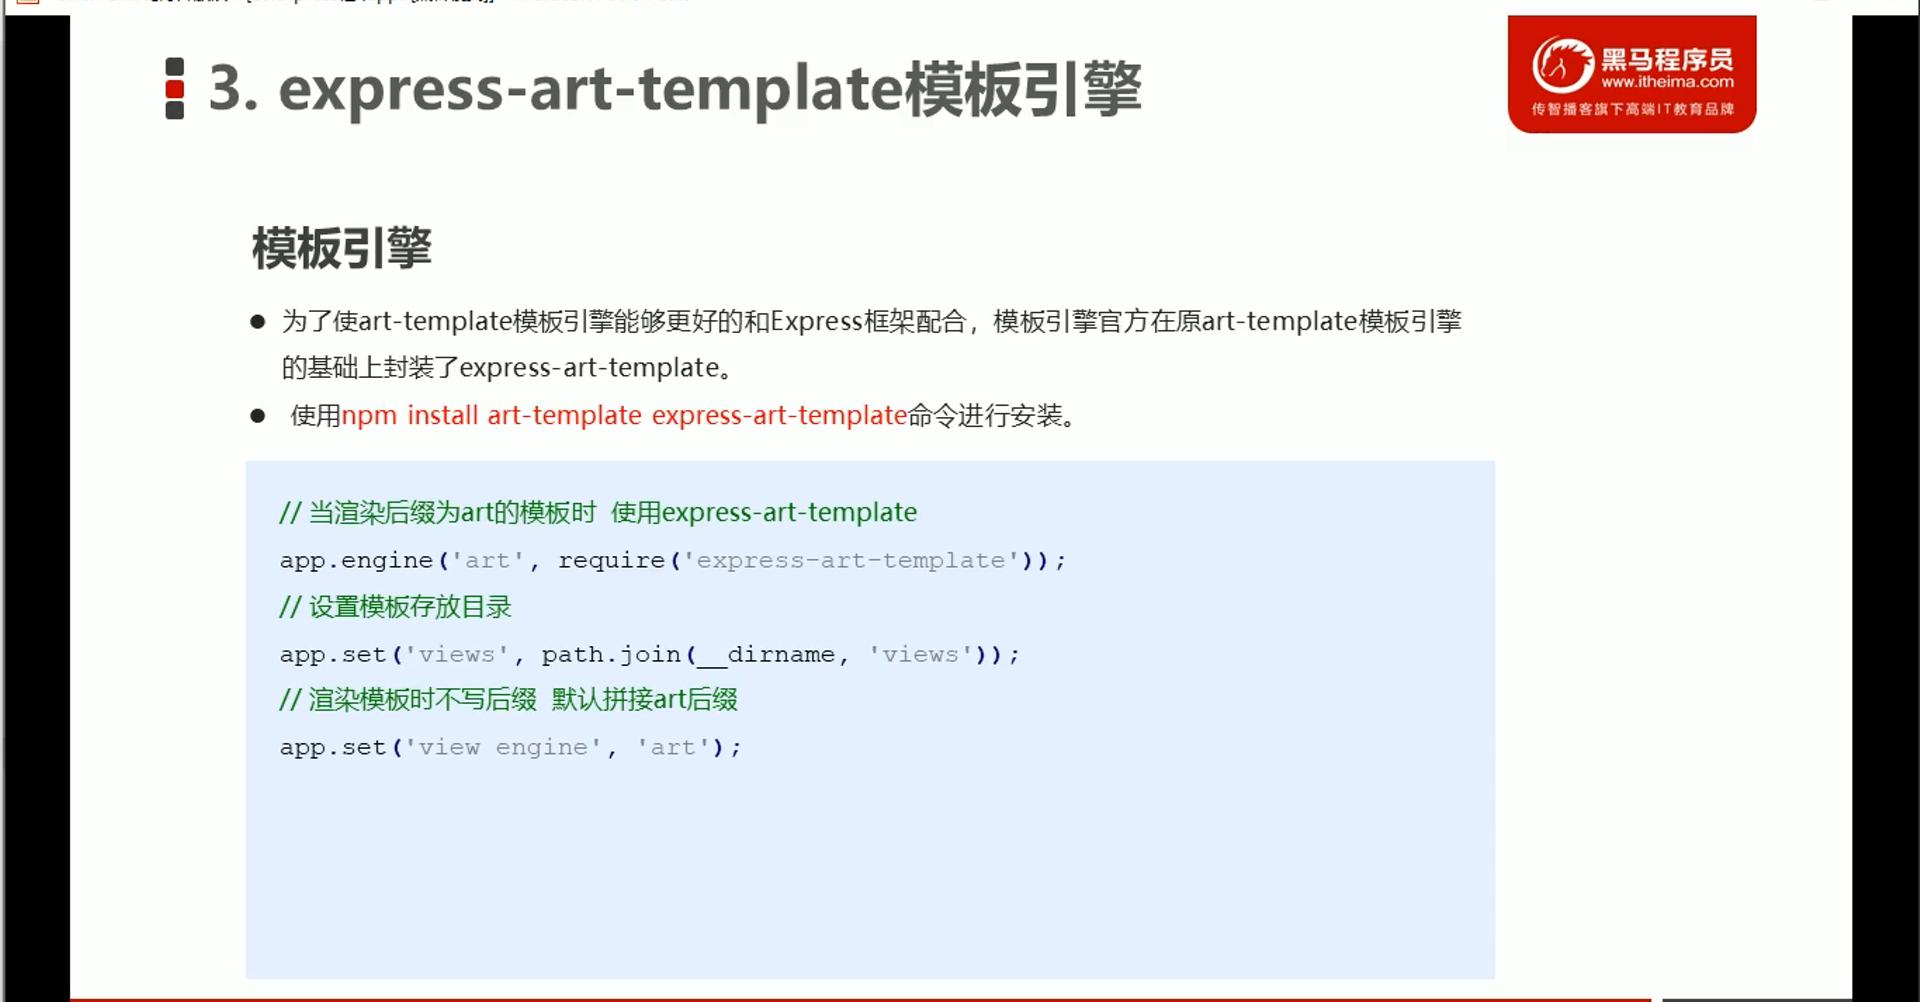 3. express-art-template模板引擎
黑马程序员
www.itheima.com
传智播客旗下高端IT教育品牌
模板引擎
为了使art-template模板引擎能够更好的和Express框架配合，模板引擎官方在原art-template模板引擎
的基础上封装了express-art-template。
使用npm install art-template express-art-template命令进行安装。
// 当渲染后缀为art的模板时 使用express-art-template
app.engine('art', require('express-art-template'));
// 设置模板存放目录
app.set('views', path.join(__dirname, 'views'));
// 渲染模板时不写后缀 默认拼接art后缀
app.set('view engine', 'art');